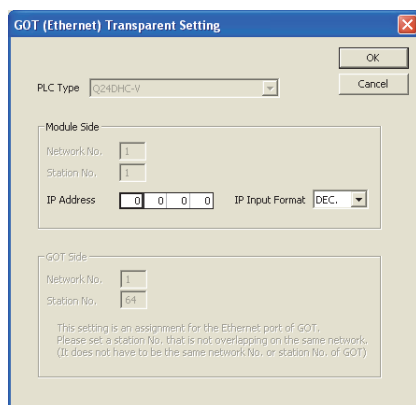 GOT (Ethernet) Transparent Setting
OK
PLC Type Q24DHC-V
Cancel
Module Side
Network No. 1
Station No. 1
IP Address 0 0 0 0 IP Input Format DEC.
GOT Side
Network No. 1
Station No. 64
This setting is an assignment for the Ethernet port of GOT.
Please set a station No. that is not overlapping on the same network.
(It does not have to be the same network No. or station No. of GOT)